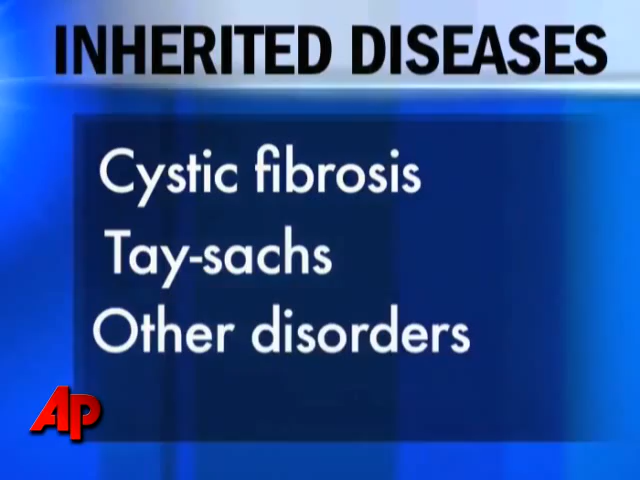 INHERITED DISEASES
Cystic fibrosis
Tay-sachs
Other disorders
AP